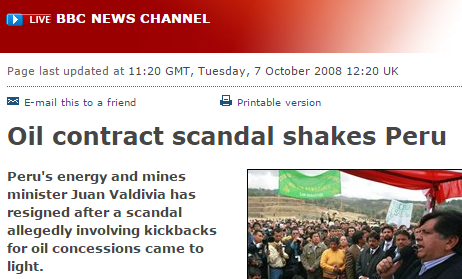 LIVE BBC NEWS CHANNEL
Page last updated at 11:20 GMT, Tuesday, 7 October 2008 12:20 UK
E-mail this to a friend Printable version
Oil contract scandal shakes Peru
Peru's energy and mines
minister Juan Valdivia has
resigned after a scandal
allegedly involving kickbacks
for oil concessions came to
light.